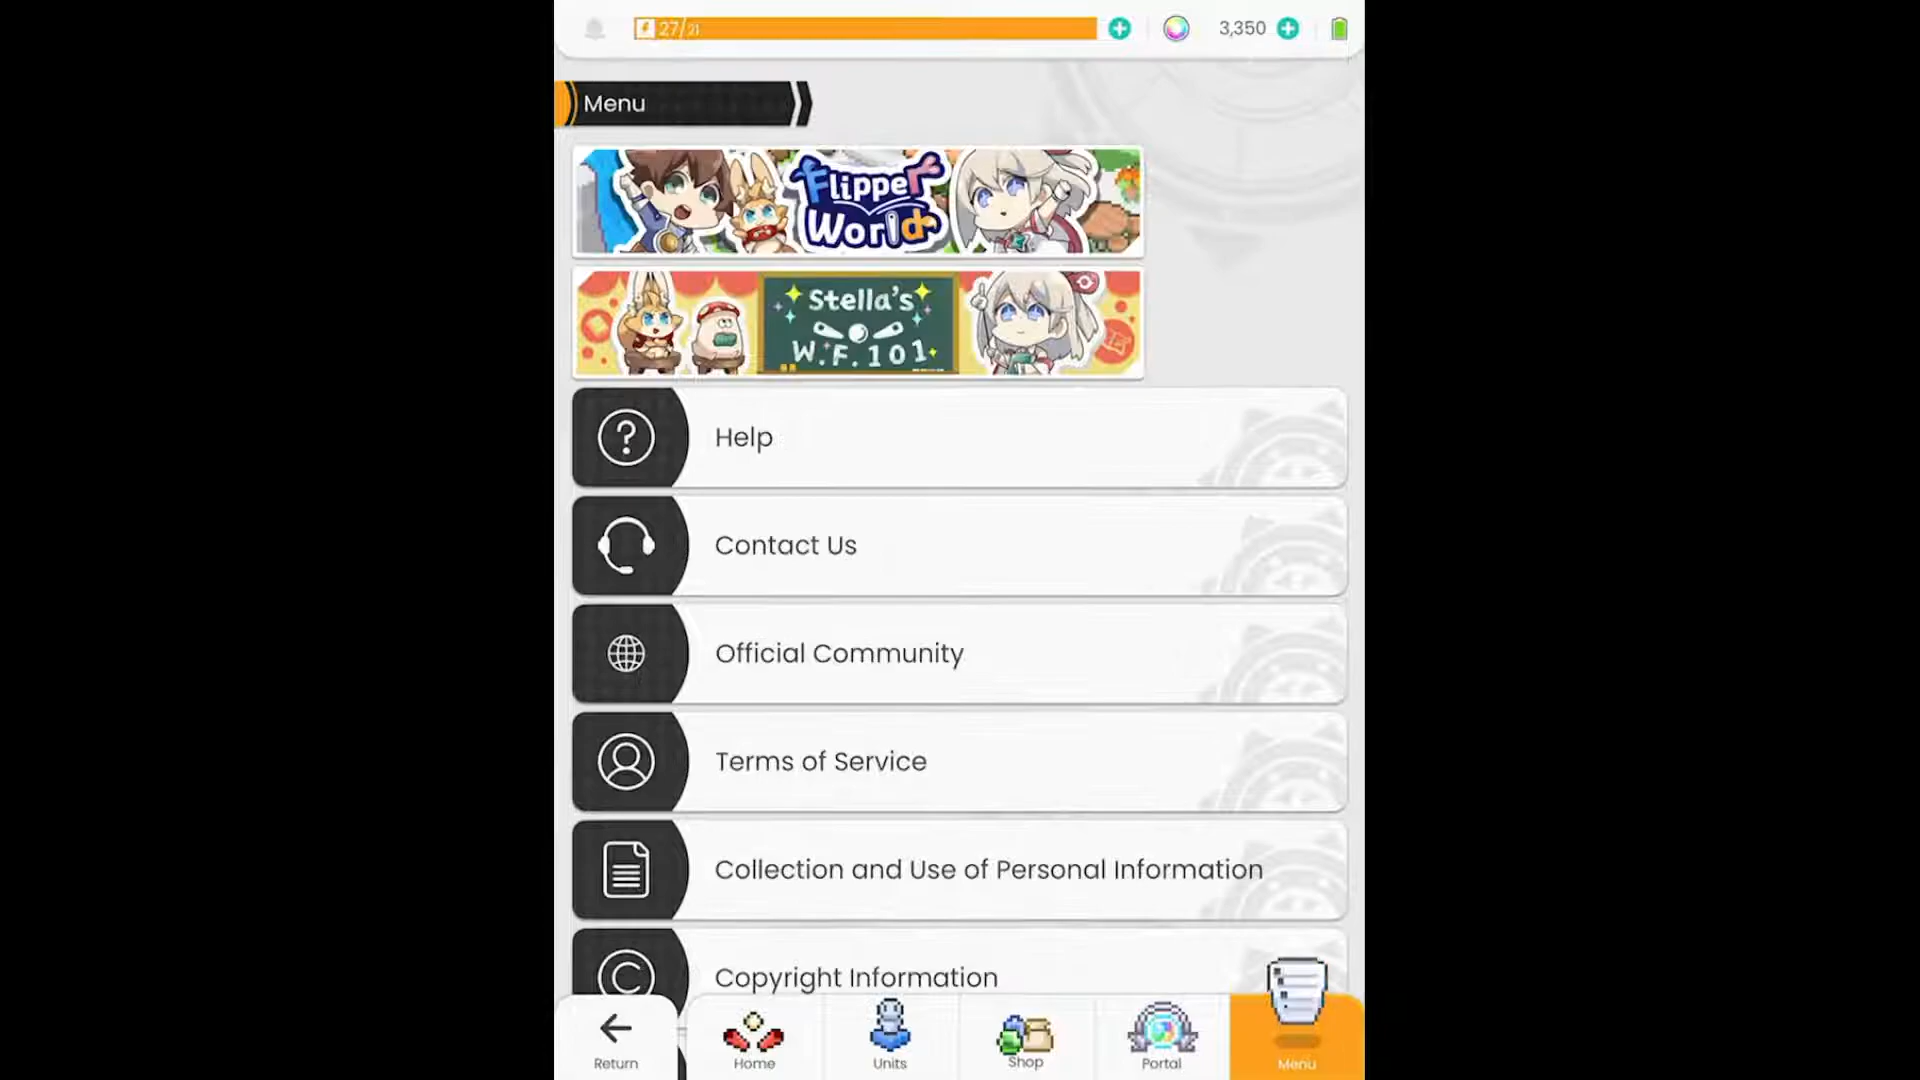 27/21
3,350
Menu
Flipper
World
Stella's
W.F.101
Help
Contact Us
Official Community
Terms of Service
Collection and Use of Personal Information
Copyright Information
Return
Home
Units
Shop
Portal
Menu